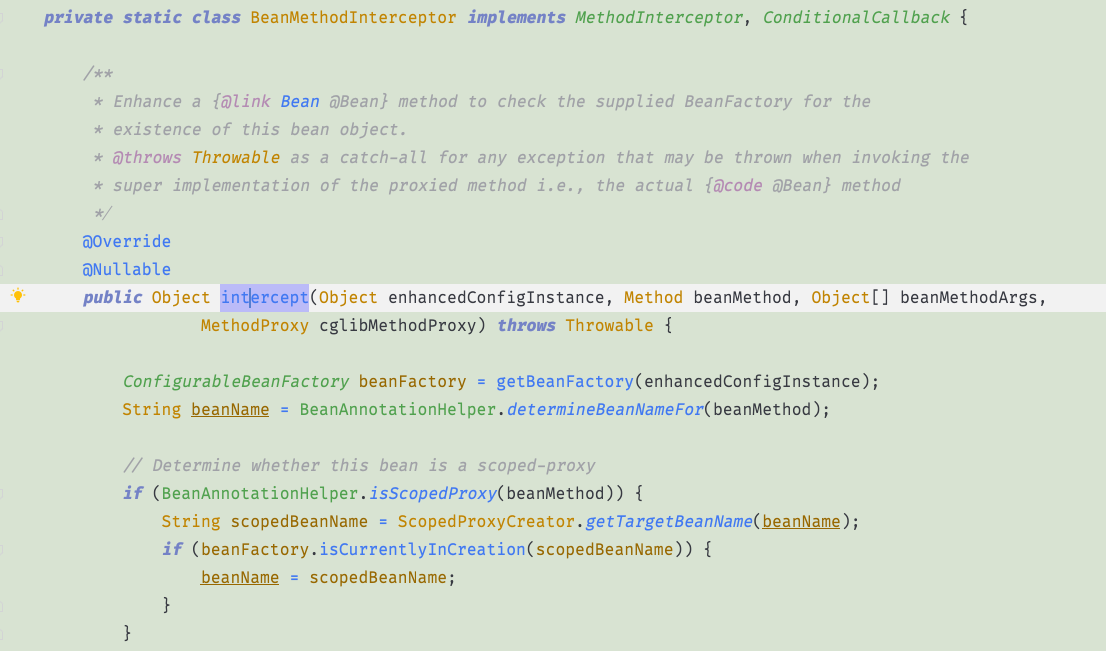 private static class BeanMethodInterceptor implements MethodInterceptor, ConditionalCallback {
/**
* Enhance a {@link Bean @Bean} method to check the supplied BeanFactory for the
* existence of this bean object.
* @throws Throwable as a catch-all for any exception that may be thrown when invoking the
* super implementation of the proxied method i.e., the actual {@code @Bean} method
*/
@Override
@Nullable
public Object intercept(Object enhancedConfigInstance, Method beanMethod, Object[] beanMethodArgs,
MethodProxy cglibMethodProxy) throws Throwable {
ConfigurableBeanFactory beanFactory = getBeanFactory(enhancedConfigInstance);
String beanName = BeanAnnotationHelper.determineBeanNameFor(beanMethod);
// Determine whether this bean is a scoped-proxy
if (BeanAnnotationHelper.isScopedProxy(beanMethod)) {
String scopedBeanName = ScopedProxyCreator.getTargetBeanName(beanName);
if (beanFactory.isCurrentlyInCreation(scopedBeanName)) {
beanName = scopedBeanName;
}
}